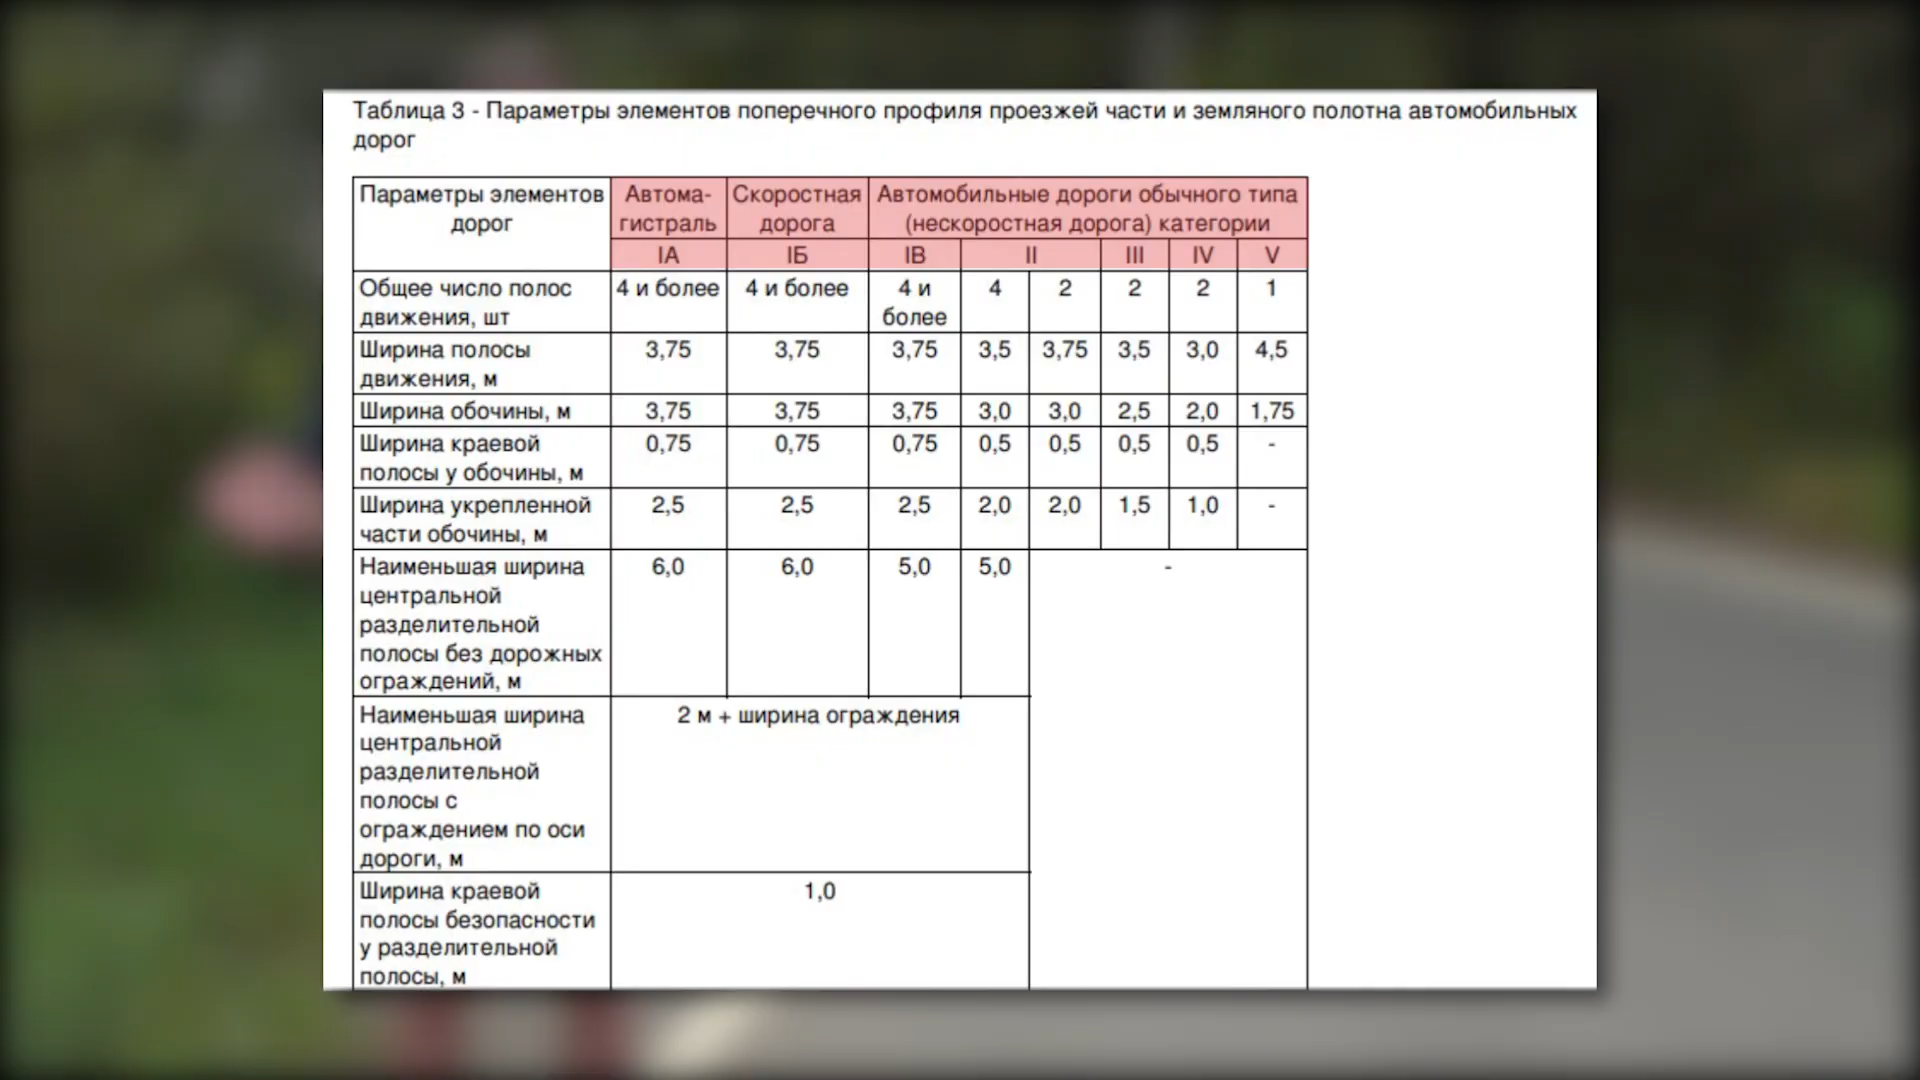 Таблица 3 - Параметры элементов поперечного профиля проезжей части и земляного полотна автомобильных
дорог
Параметры элементов дорог | Автома-гистраль | Скоростная дорога | Автомобильные дороги обычного типа (нескоростная дорога) категории
IА | IБ | IВ | II | III | IV | V
Общее число полос движения, шт | 4 и более | 4 и более | 4 и более | 4 | 2 | 2 | 2 | 1
Ширина полосы движения, м | 3,75 | 3,75 | 3,75 | 3,5 | 3,75 | 3,5 | 3,0 | 4,5
Ширина обочины, м | 3,75 | 3,75 | 3,75 | 3,0 | 3,0 | 2,5 | 2,0 | 1,75
Ширина краевой полосы у обочины, м | 0,75 | 0,75 | 0,75 | 0,5 | 0,5 | 0,5 | 0,5 | -
Ширина укрепленной части обочины, м | 2,5 | 2,5 | 2,5 | 2,0 | 2,0 | 1,5 | 1,0 | -
Наименьшая ширина центральной разделительной полосы без дорожных ограждений, м | 6,0 | 6,0 | 5,0 | 5,0 | -
Наименьшая ширина центральной разделительной полосы с ограждением по оси дороги, м | 2 м + ширина ограждения
Ширина краевой полосы безопасности у разделительной полосы, м | 1,0